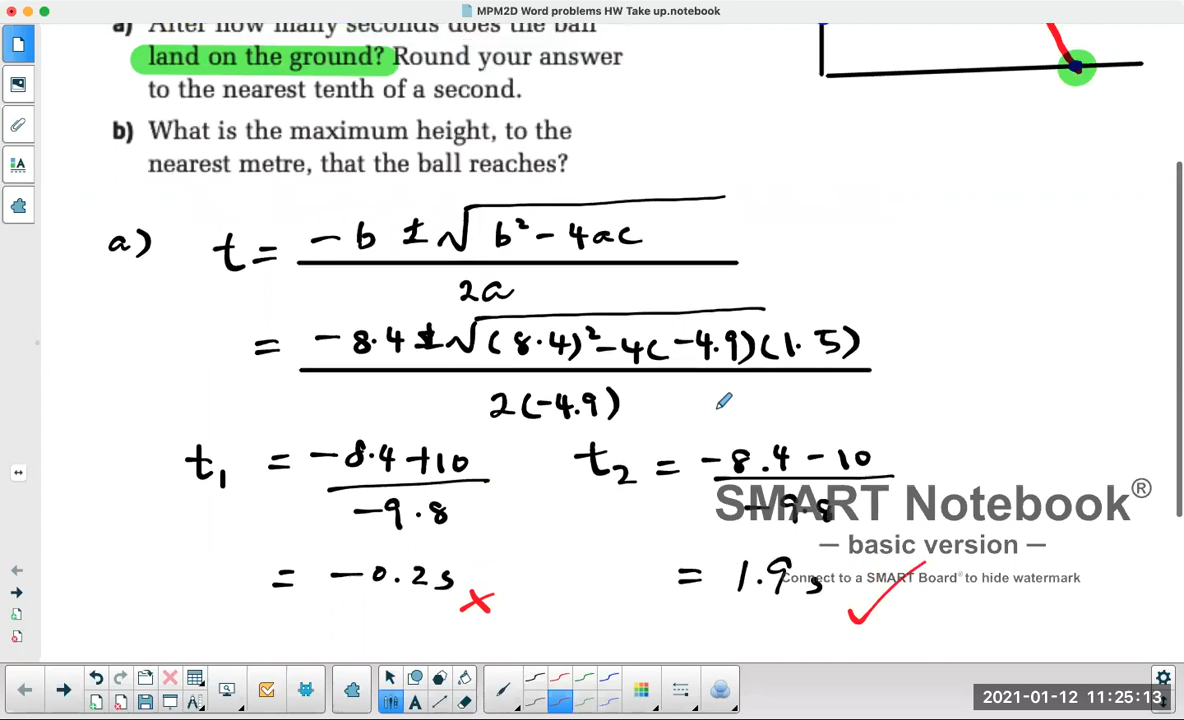 MPM2D Word problems HW Take up.notebook
a) After how many seconds does the ball
land on the ground? Round your answer
to the nearest tenth of a second.
b) What is the maximum height, to the
nearest metre, that the ball reaches?
a) t = -b ± √b² - 4ac
2a
= -8.4 ± √(8.4)² - 4(-4.9)(1.5)
2(-4.9)
t₁ = -8.4 + 10
-9.8
= -0.2s
t₂ = -8.4 - 10
-9.8
= 1.9s
SMART Notebook®
— basic version —
Connect to a SMART Board® to hide watermark
2021-01-12 11:25:13